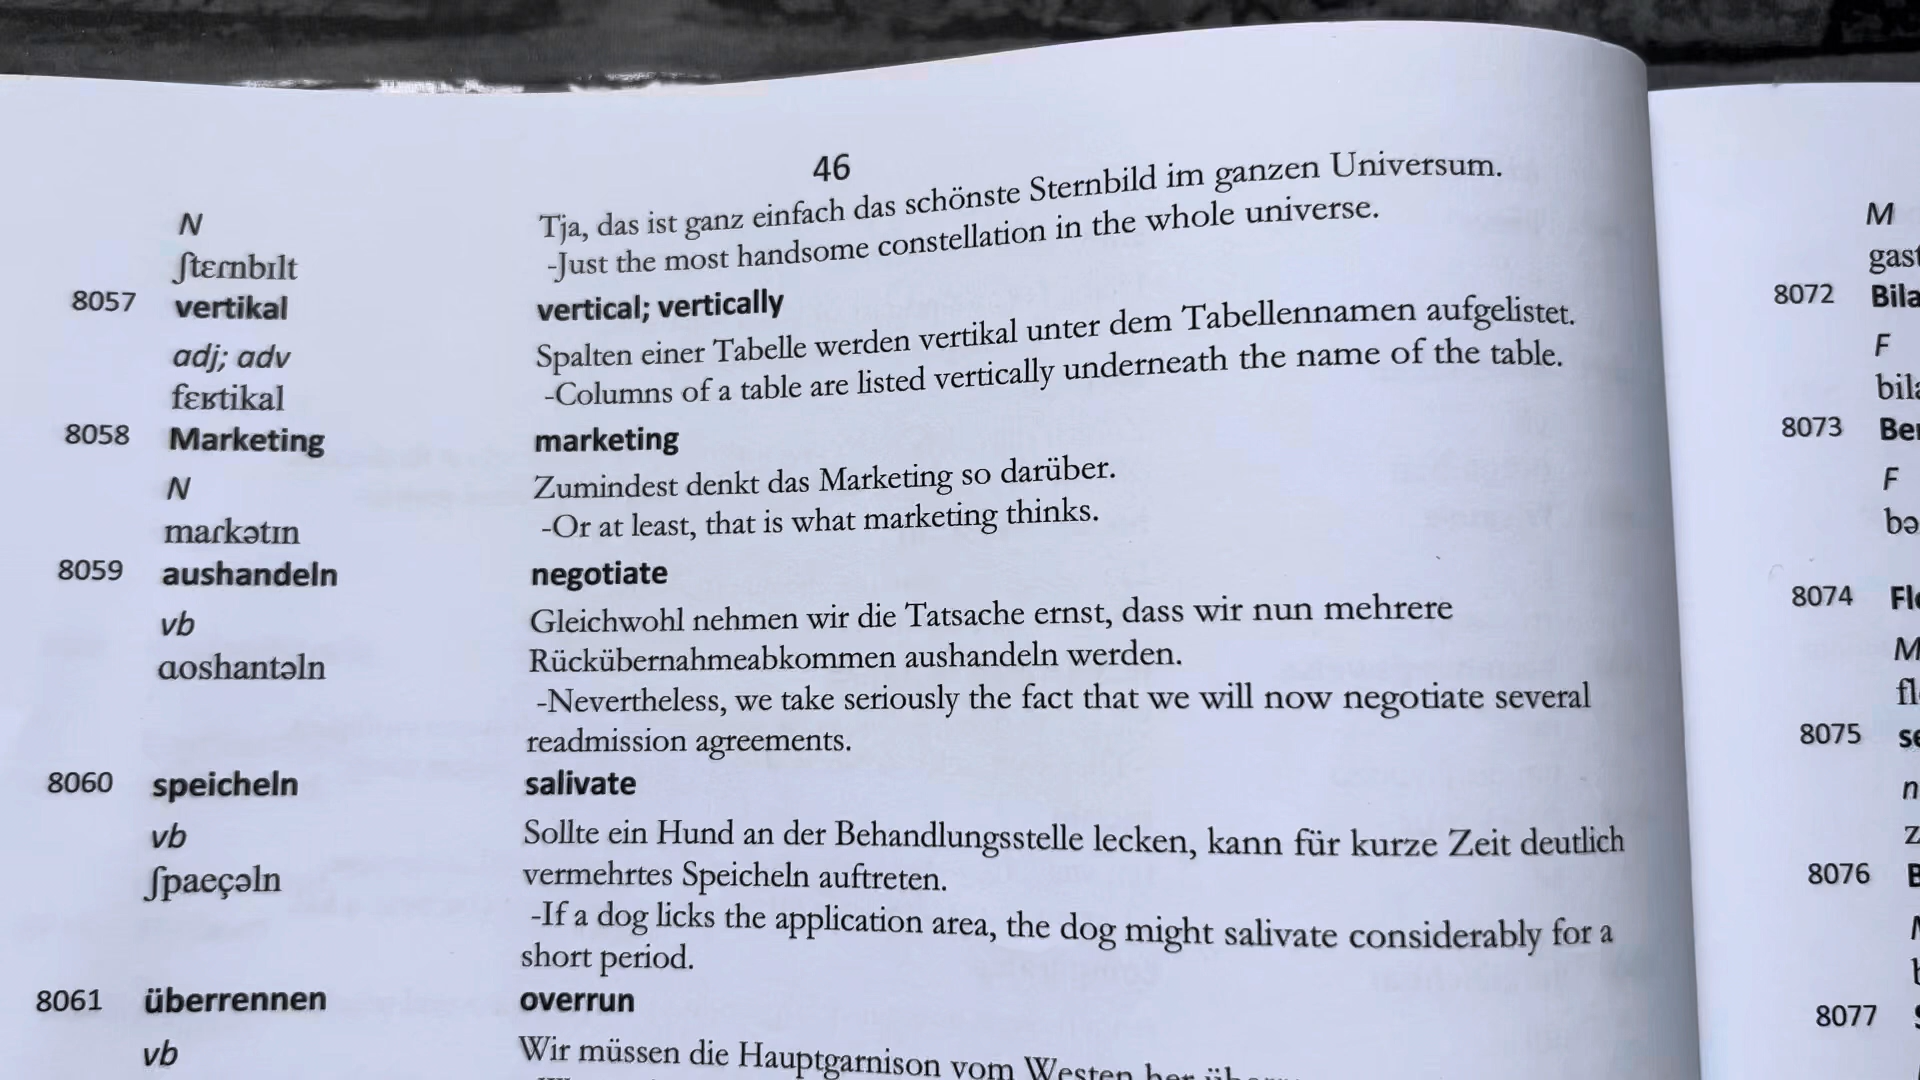 46
N Tja, das ist ganz einfach das schönste Sternbild im ganzen Universum.
ʃtɛɾnbɪlt -Just the most handsome constellation in the whole universe.
8057 vertikal vertical; vertically
adj; adv Spalten einer Tabelle werden vertikal unter dem Tabellennamen aufgelistet.
fɛʁtikal -Columns of a table are listed vertically underneath the name of the table.
8058 Marketing marketing
N Zumindest denkt das Marketing so darüber.
maɾkətɪn -Or at least, that is what marketing thinks.
8059 aushandeln negotiate
vb Gleichwohl nehmen wir die Tatsache ernst, dass wir nun mehrere
ɑoshantəln Rückübernahmeabkommen aushandeln werden.
-Nevertheless, we take seriously the fact that we will now negotiate several
readmission agreements.
8060 speicheln salivate
vb Sollte ein Hund an der Behandlungsstelle lecken, kann für kurze Zeit deutlich
ʃpaeçəln vermehrtes Speicheln auftreten.
-If a dog licks the application area, the dog might salivate considerably for a
short period.
8061 überrennen overrun
vb Wir müssen die Hauptgarnison vom Westen her
M
8072
F
8073
F
8074
M
8075
8076
8077